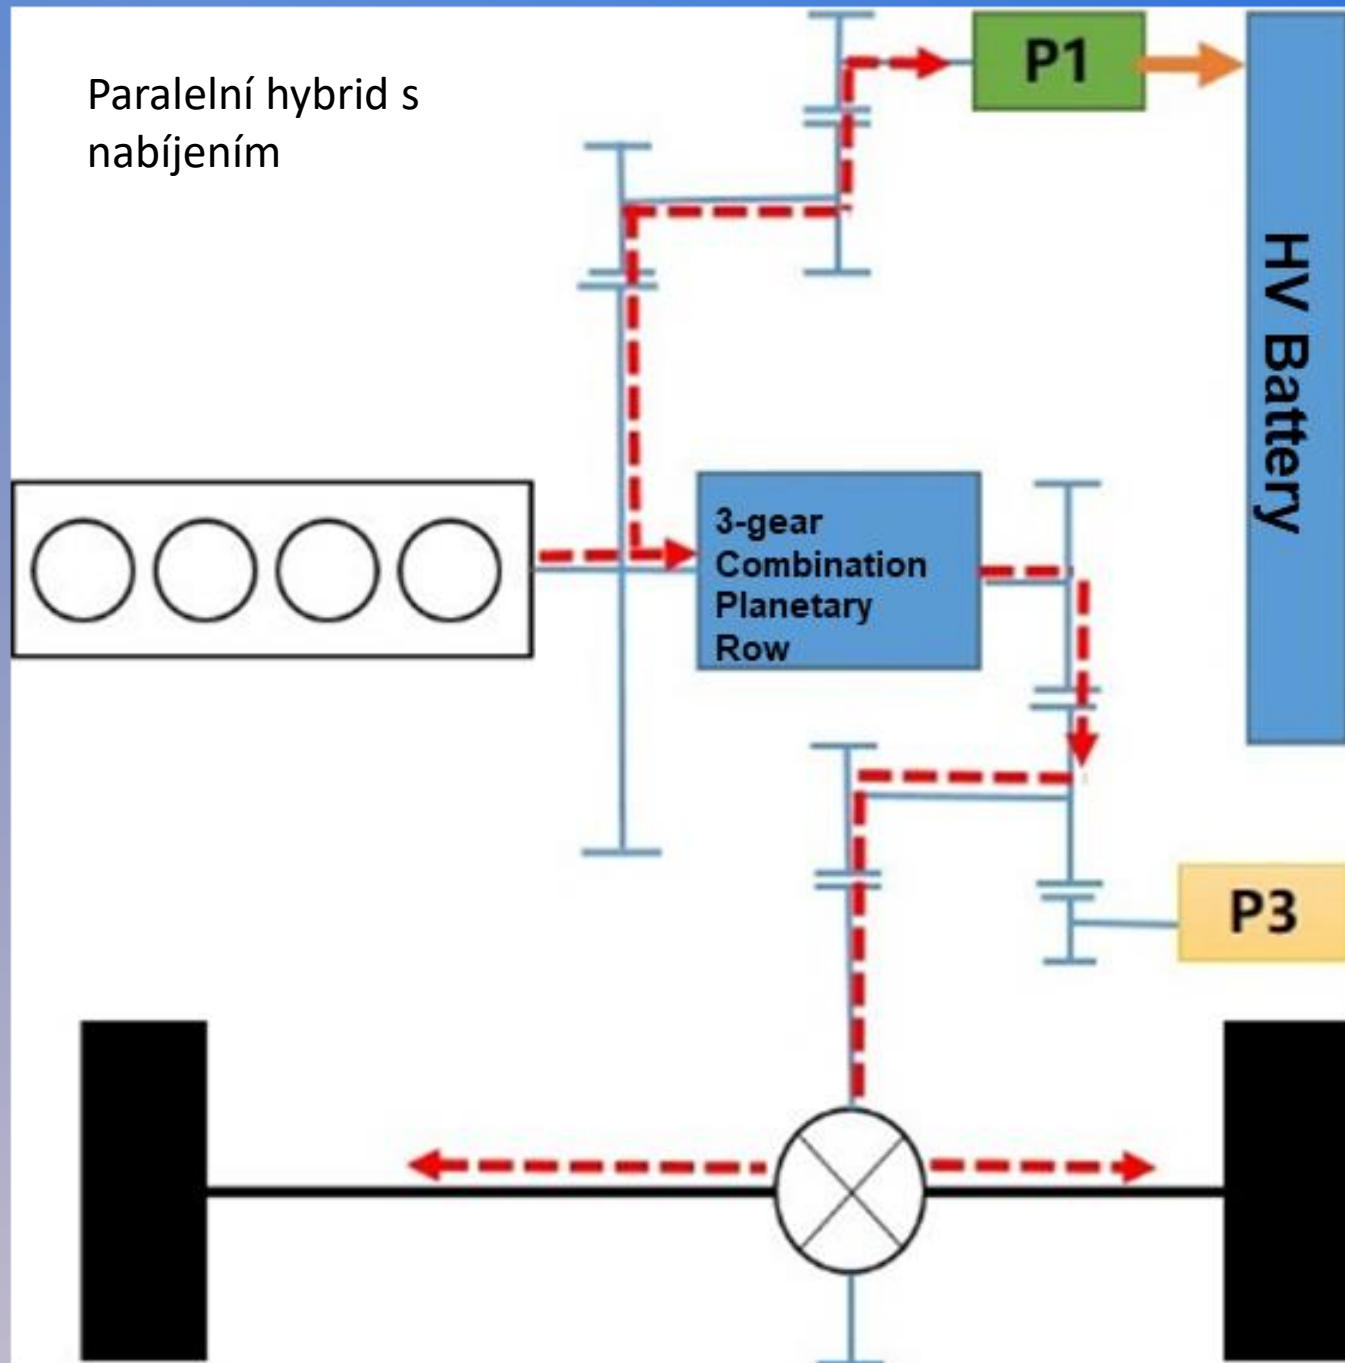 Paralelní hybrid s
nabíjením
P1
HV Battery
3-gear
Combination
Planetary
Row
P3